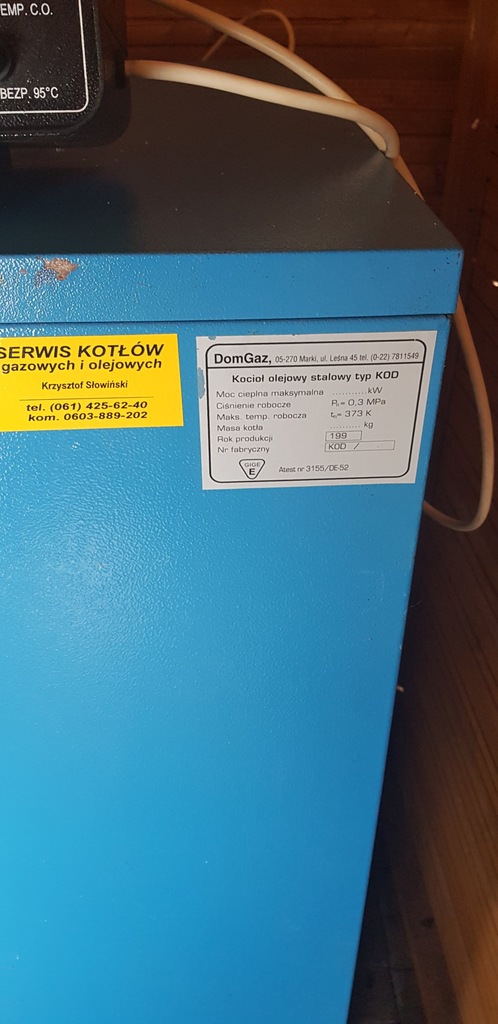 EMP. C.O.
BEZP. 95°C
SERWIS KOTŁÓW
gazowych i olejowych
Krzysztof Słowiński
tel. (061) 425-62-40
kom. 0603-889-202
DomGaz, 05-270 Marki, ul. Leśna 45 tel. (0-22) 7811549
Kocioł olejowy stalowy typ KOD
Moc cieplna maksymalna ...........kW
Ciśnienie robocze Pₒ= 0,3 MPa
Maks. temp. robocza tₒ= 373 K
Masa kotła ..........kg
Rok produkcji 199
Nr fabryczny KOD /
GIGE
E
Atest nr 3155/DE-52